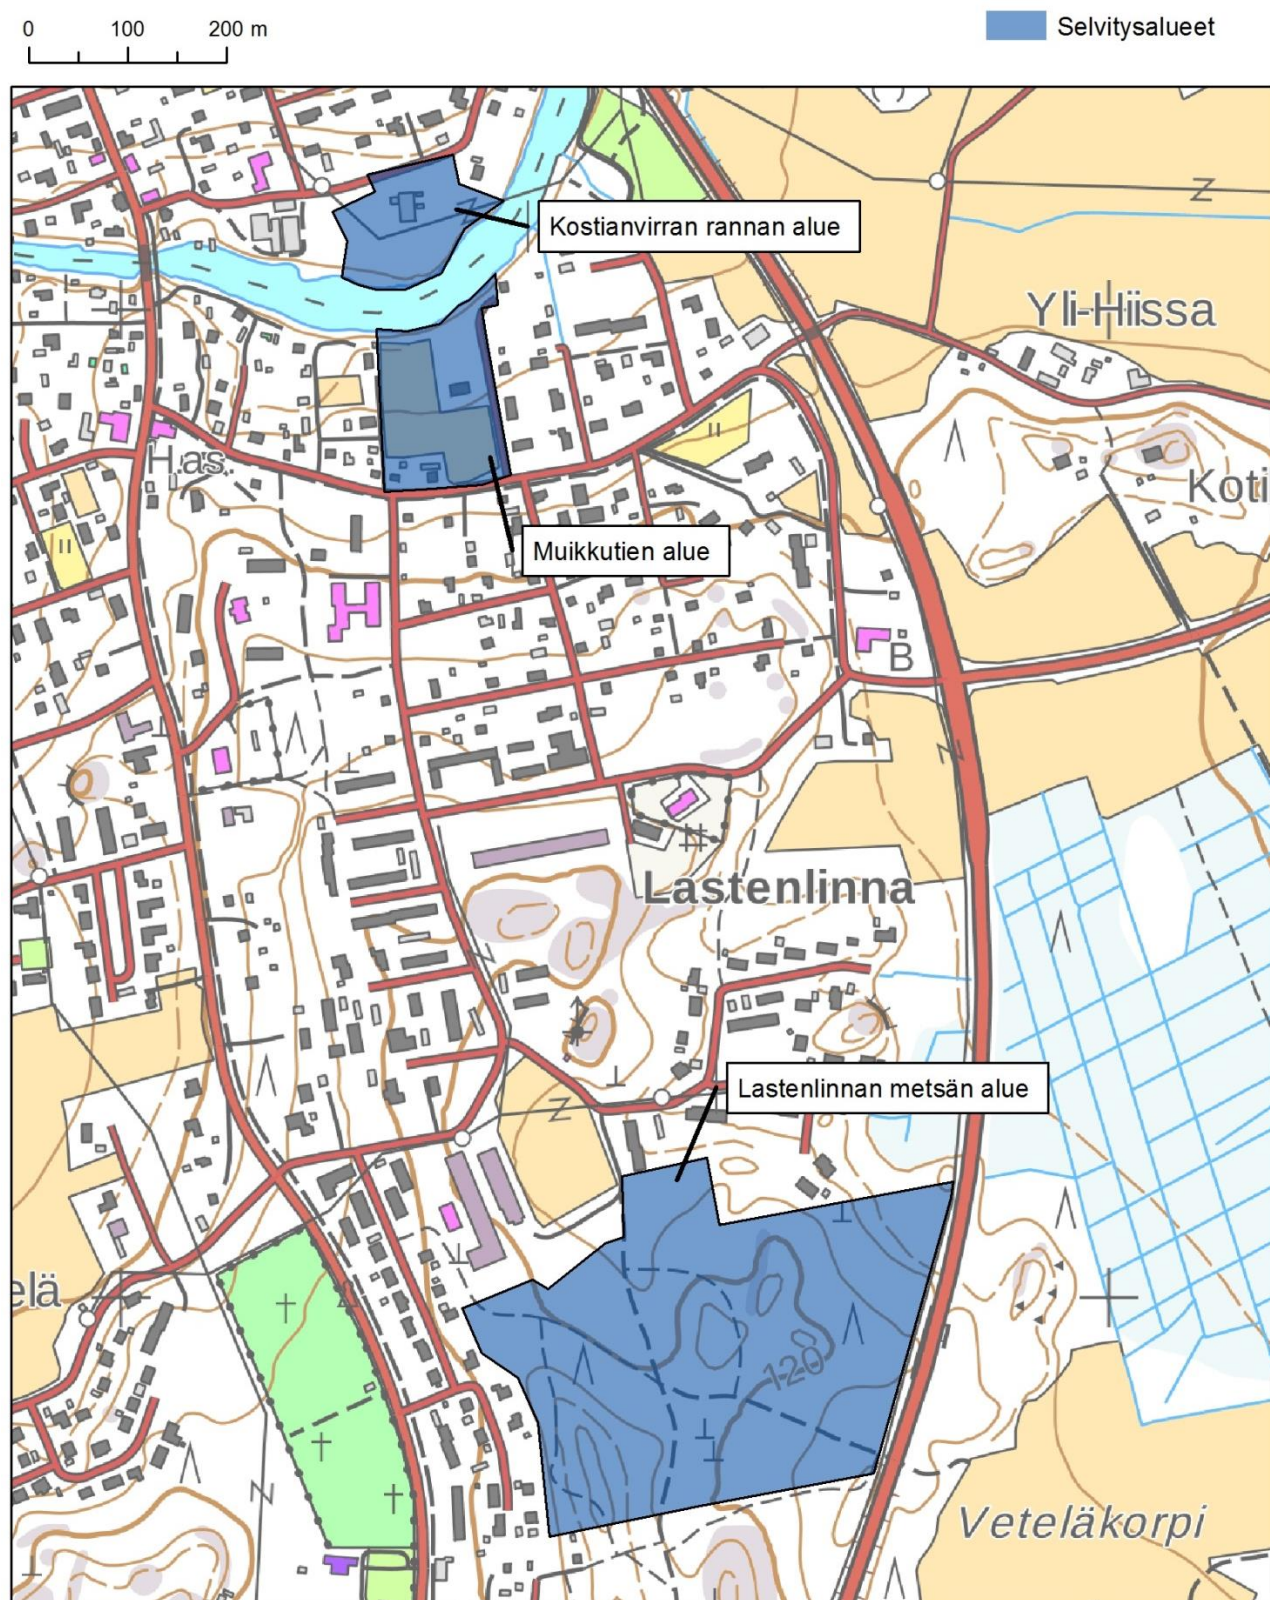 0 100 200 m
Selvitysalueet
Kostianvirran rannan alue
Yli-Hiissa
H.as.
Koti
Muikkutien alue
B
Lastenlinna
Lastenlinnan metsän alue
elä
120
Veteläkorpi